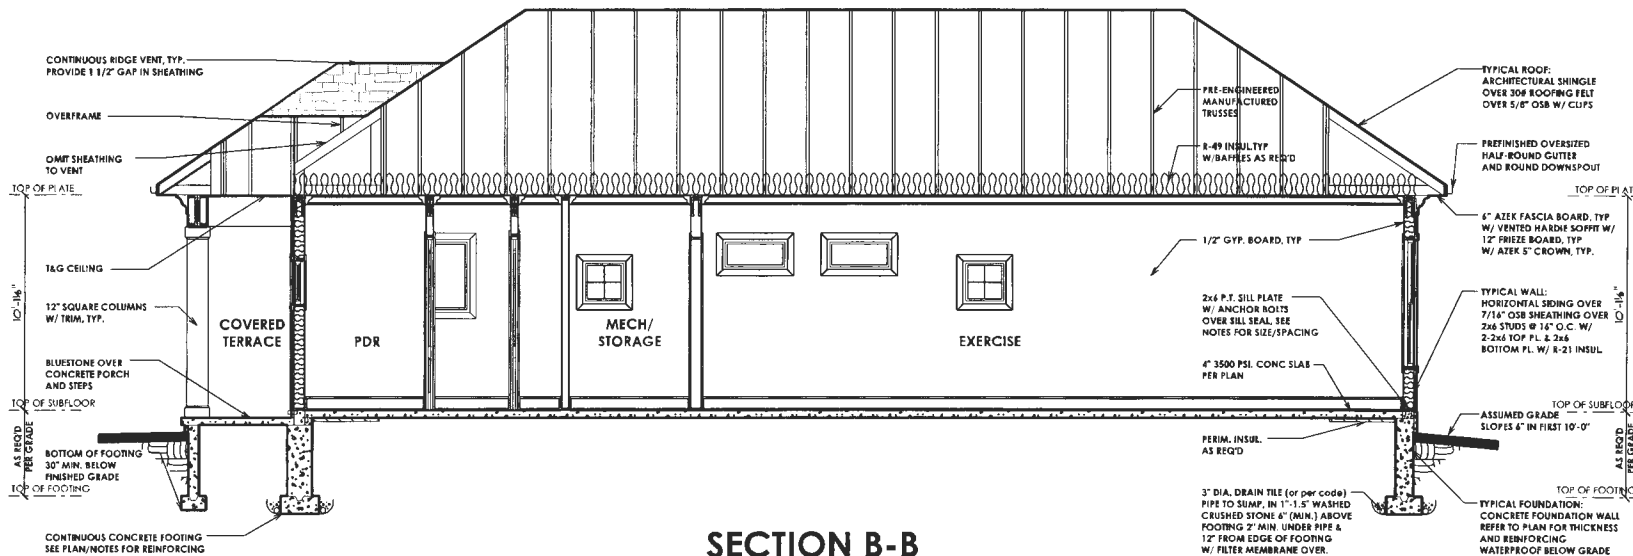 CONTINUOUS RIDGE VENT, TYP.
PROVIDE 1 1/2" GAP IN SHEATHING
OVERFRAME
OMIT SHEATHING
TO VENT
TOP OF PLATE
T&G CEILING
12" SQUARE COLUMNS
W/ TRIM, TYP.
10'-1⅛"
BLUESTONE OVER
CONCRETE PORCH
AND STEPS
TOP OF SUBFLOOR
AS REQ'D
PER GRADE
BOTTOM OF FOOTING
30" MIN. BELOW
FINISHED GRADE
TOP OF FOOTING
CONTINUOUS CONCRETE FOOTING
SEE PLAN/NOTES FOR REINFORCING
COVERED
TERRACE
PDR
MECH/
STORAGE
EXERCISE
PRE-ENGINEERED
MANUFACTURED
TRUSSES
R-49 INSUL.TYP
W/BAFFLES AS REQ'D
1/2" GYP. BOARD, TYP
2x6 P.T. SILL PLATE
W/ ANCHOR BOLTS
OVER SILL SEAL, SEE
NOTES FOR SIZE/SPACING
4" 3500 PSI. CONC SLAB
PER PLAN
PERIM. INSUL.
AS REQ'D
3" DIA. DRAIN TILE (or per code)
PIPE TO SUMP, IN 1"-1.5" WASHED
CRUSHED STONE 6" (MIN.) ABOVE
FOOTING 2" MIN. UNDER PIPE &
12" FROM EDGE OF FOOTING
W/ FILTER MEMBRANE OVER.
TYPICAL ROOF:
ARCHITECTURAL SHINGLE
OVER 30# ROOFING FELT
OVER 5/8" OSB W/ CLIPS
PREFINISHED OVERSIZED
HALF-ROUND GUTTER
AND ROUND DOWNSPOUT
TOP OF PLAT
6" AZEK FASCIA BOARD, TYP
W/ VENTED HARDIE SOFFIT W/
12" FRIEZE BOARD, TYP
W/ AZEK 5" CROWN, TYP.
TYPICAL WALL:
HORIZONTAL SIDING OVER
7/16" OSB SHEATHING OVER
2x6 STUDS @ 16" O.C. W/
2-2x6 TOP PL. & 2x6
BOTTOM PL. W/ R-21 INSUL.
10'-1⅛"
TOP OF SUBFLOOR
ASSUMED GRADE
SLOPES 6" IN FIRST 10'-0"
AS REQ'D
PER GRADE
TOP OF FOOTING
TYPICAL FOUNDATION:
CONCRETE FOUNDATION WALL
REFER TO PLAN FOR THICKNESS
AND REINFORCING
WATERPROOF BELOW GRADE
SECTION B-B